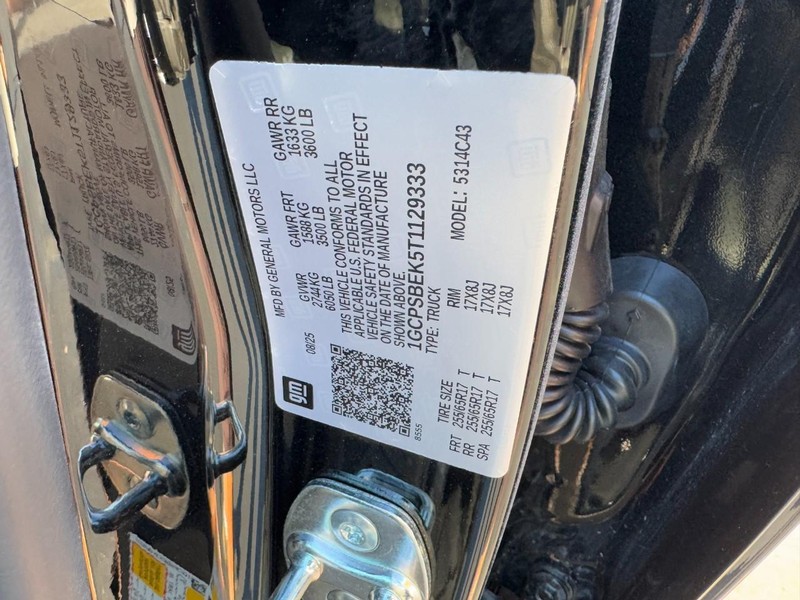 MFD BY GENERAL MOTORS LLC
08/25
GVWR
2744KG
6050 LB
GAWR FRT
1588 KG
3500 LB
GAWR RR
1633 KG
3600 LB
THIS VEHICLE CONFORMS TO ALL
APPLICABLE U.S. FEDERAL MOTOR
VEHICLE SAFETY STANDARDS IN EFFECT
ON THE DATE OF MANUFACTURE
SHOWN ABOVE.
1GCPSBEK5T1129333
TYPE: TRUCK
MODEL: 5314C43
gm
8555
TIRE SIZE RIM
FRT 255/65R17 T 17X8J
RR 255/65R17 T 17X8J
SPA 255/65R17 T 17X8J